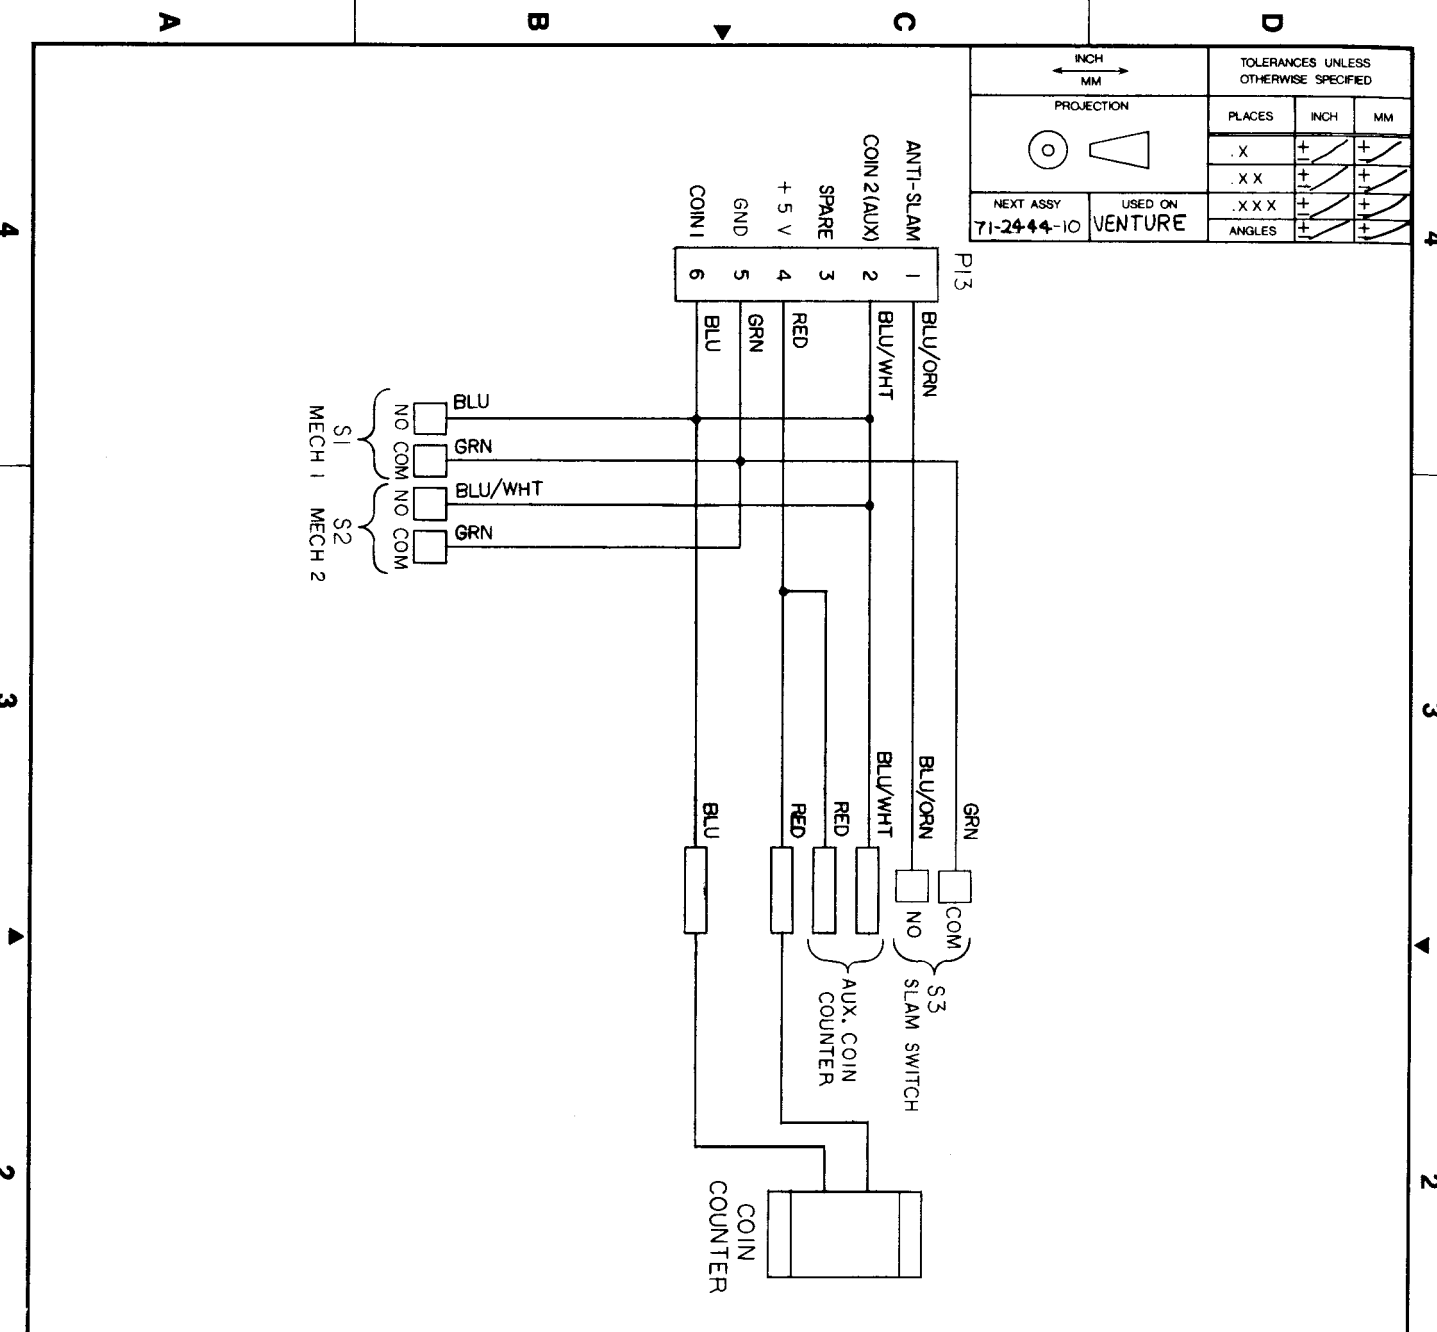 A
B
C
D
INCH
MM
TOLERANCES UNLESS
OTHERWISE SPECIFIED
PROJECTION
PLACES INCH MM
.X + - + -
.XX + - + -
.XXX + - + -
ANGLES + - + -
NEXT ASSY
71-2444-10
USED ON
VENTURE
4
4
3
3
2
2
P13
ANTI-SLAM
COIN 2 (AUX)
SPARE
+5 V
GND
COIN 1
1
2
3
4
5
6
BLU/ORN
BLU/WHT
RED
GRN
BLU
BLU
GRN
BLU/WHT
GRN
NO
COM
NO
COM
S1
MECH 1
S2
MECH 2
GRN
BLU/ORN
BLU/WHT
RED
RED
BLU
COM
NO
S3
SLAM SWITCH
AUX. COIN
COUNTER
COIN
COUNTER